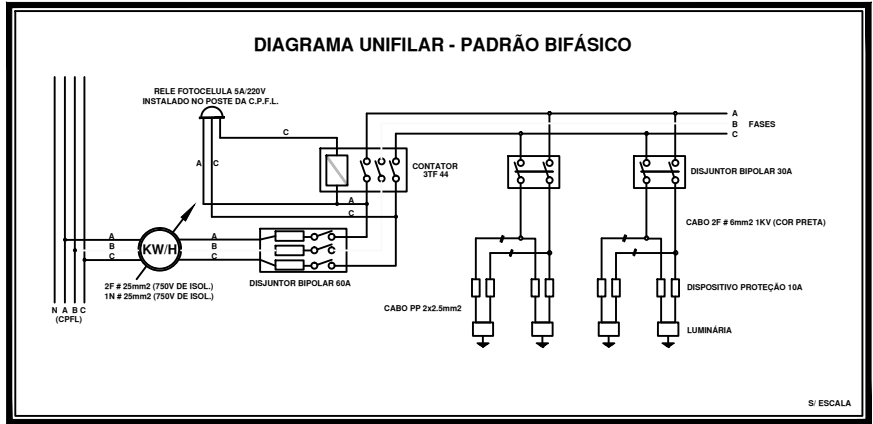 DIAGRAMA UNIFILAR - PADRÃO BIFÁSICO
RELE FOTOCELULA 5A/220V
INSTALADO NO POSTE DA C.P.F.L.
C
A C
CONTATOR
3TF 44
A
C
A
B FASES
C
DISJUNTOR BIPOLAR 30A
CABO 2F # 6mm2 1KV (COR PRETA)
A
B
C
KW/H
A
B
C
DISJUNTOR BIPOLAR 60A
2F # 25mm2 (750V DE ISOL.)
1N # 25mm2 (750V DE ISOL.)
N A B C
(CPFL)
CABO PP 2x2.5mm2
DISPOSITIVO PROTEÇÃO 10A
LUMINÁRIA
S/ ESCALA